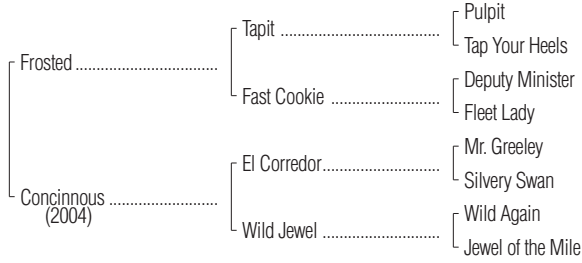 Pulpit
Tapit
Tap Your Heels
Frosted
Deputy Minister
Fast Cookie
Fleet Lady
Mr. Greeley
El Corredor
Silvery Swan
Concinnous
(2004)
Wild Again
Wild Jewel
Jewel of the Mile